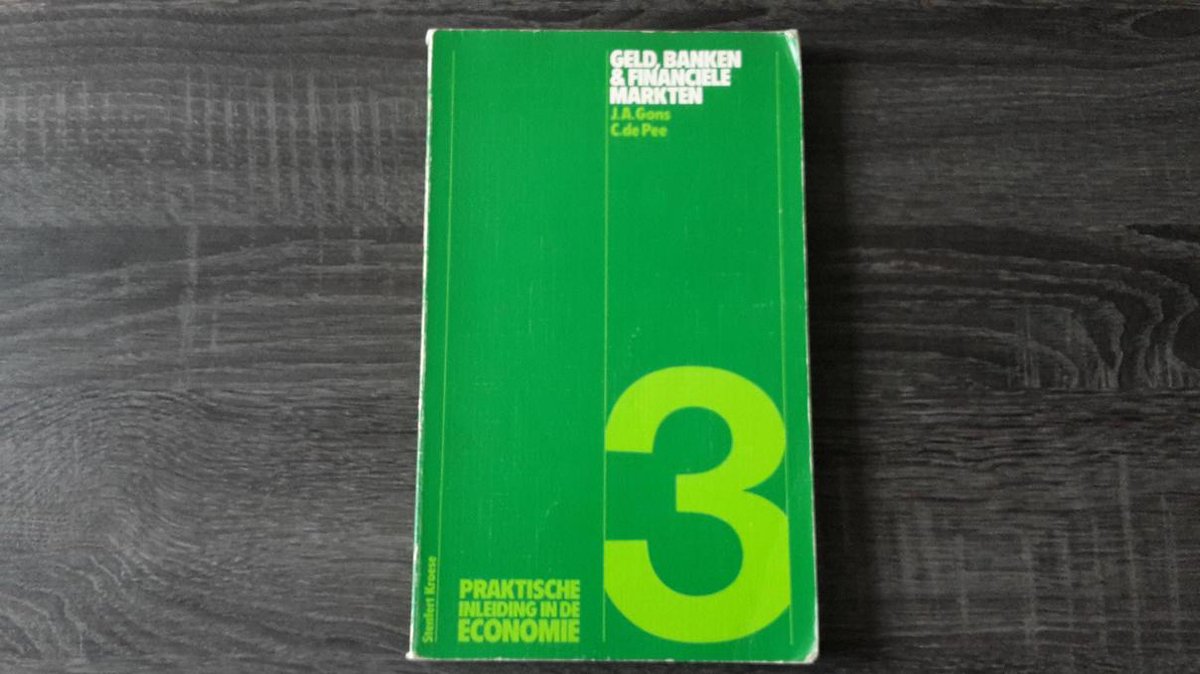 GELD, BANKEN
& FINANCIELE
MARKTEN
J.A.Gons
C.de Pee
3
PRAKTISCHE
INLEIDING IN DE
ECONOMIE
Stenfert Kroese